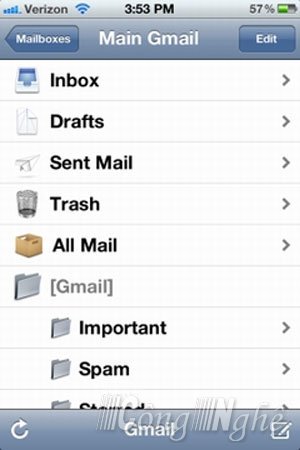 Verizon 3:53 PM 57%
Mailboxes Main Gmail Edit
Inbox
Drafts
Sent Mail
Trash
All Mail
[Gmail]
Important
Spam
Starred
Công Nghệ
Gmail